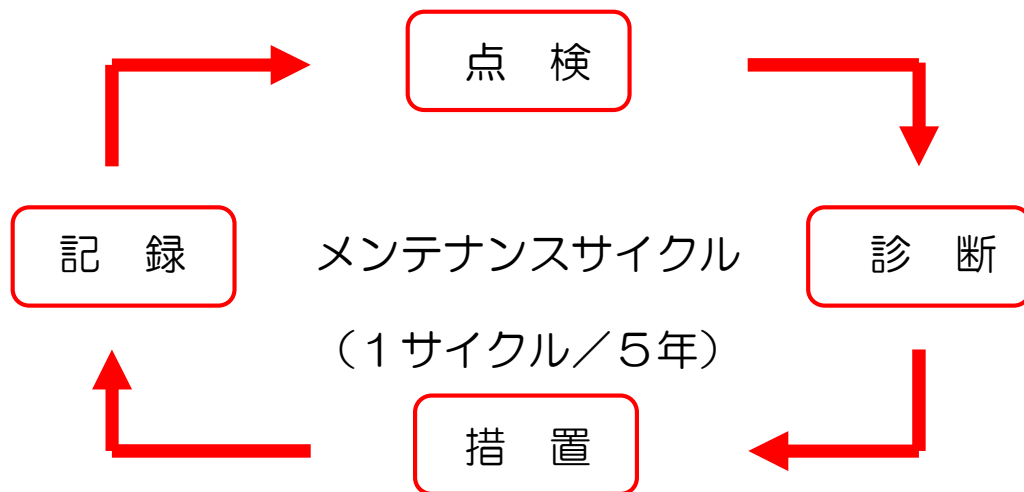 点　検
記　録
メンテナンスサイクル
診　断
（１サイクル／５年）
措　置